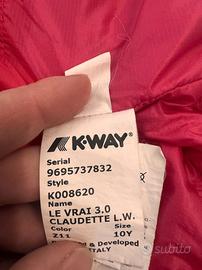 K-WAY
Serial
9695737832
Style
K008620
Name
LE VRAI 3.0
CLAUDETTE L.W.
Color Size
Z11 10Y
& Developed
ITALY
subito